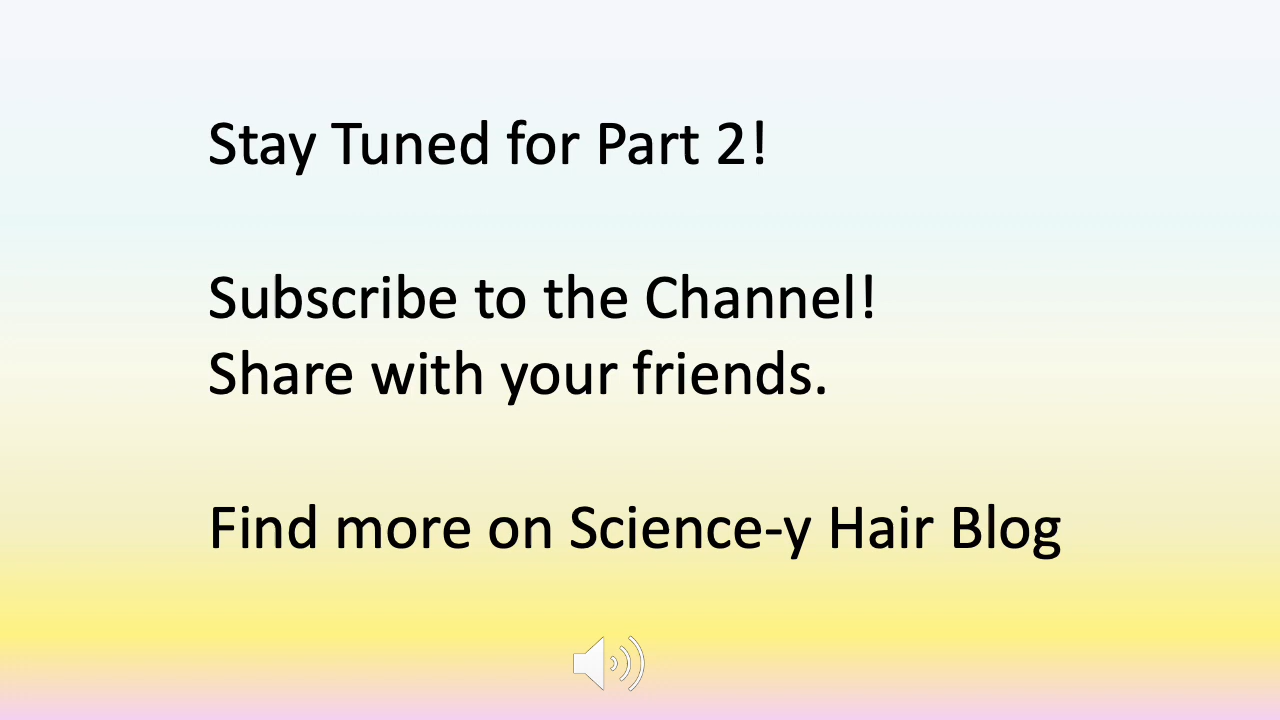 Stay Tuned for Part 2!
Subscribe to the Channel!
Share with your friends.
Find more on Science-y Hair Blog